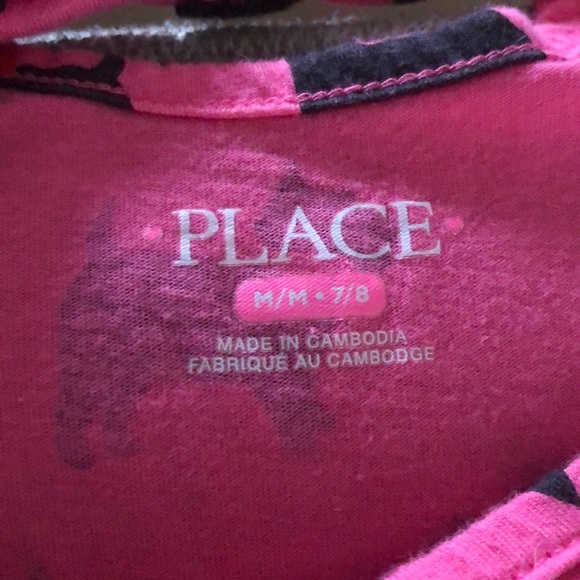 PLACE
M/M • 7/8
MADE IN CAMBODIA
FABRIQUÉ AU CAMBODGE